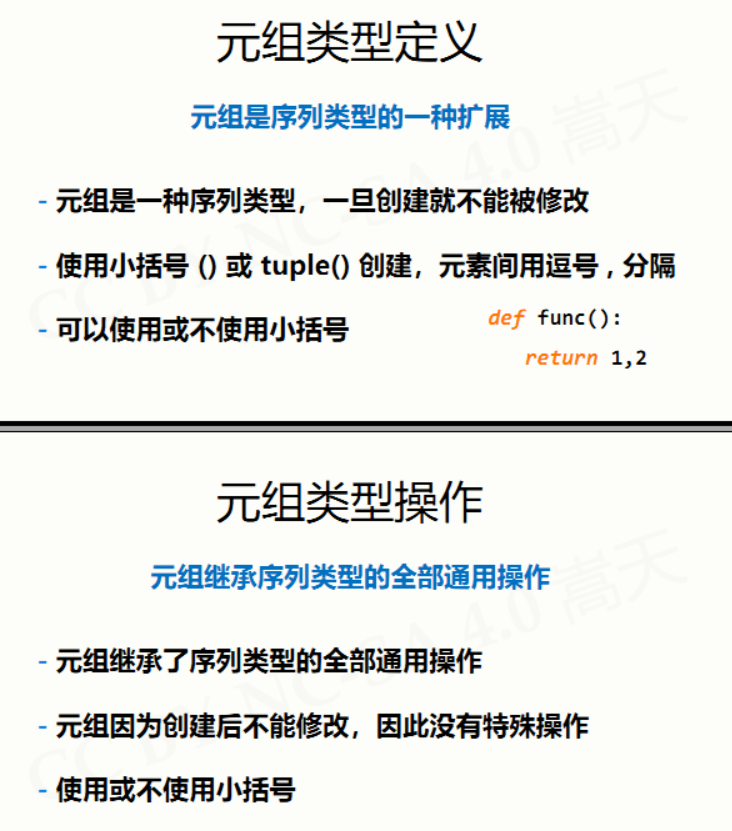 元组类型定义
元组是序列类型的一种扩展
- 元组是一种序列类型，一旦创建就不能被修改
- 使用小括号 () 或 tuple() 创建，元素间用逗号 , 分隔
- 可以使用或不使用小括号
def func():
return 1,2
CC BY NC-SA 4.0 嵩天
元组类型操作
元组继承序列类型的全部通用操作
- 元组继承了序列类型的全部通用操作
- 元组因为创建后不能修改，因此没有特殊操作
- 使用或不使用小括号
CC BY NC-SA 4.0 嵩天